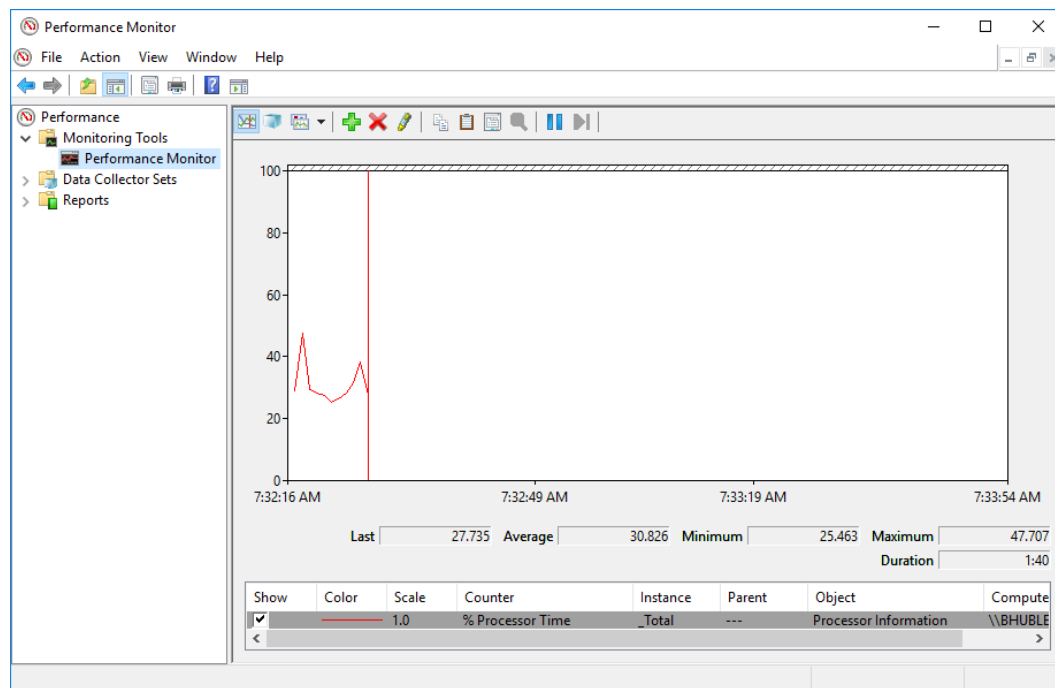 Performance Monitor
File Action View Window Help
Performance
Monitoring Tools
Performance Monitor
Data Collector Sets
Reports
100
80
60
40
20
0
7:32:16 AM 7:32:49 AM 7:33:19 AM 7:33:54 AM
Last 27.735 Average 30.826 Minimum 25.463 Maximum 47.707
Duration 1:40
Show Color Scale Counter Instance Parent Object Compute
1.0 % Processor Time _Total --- Processor Information \\BHUBLE